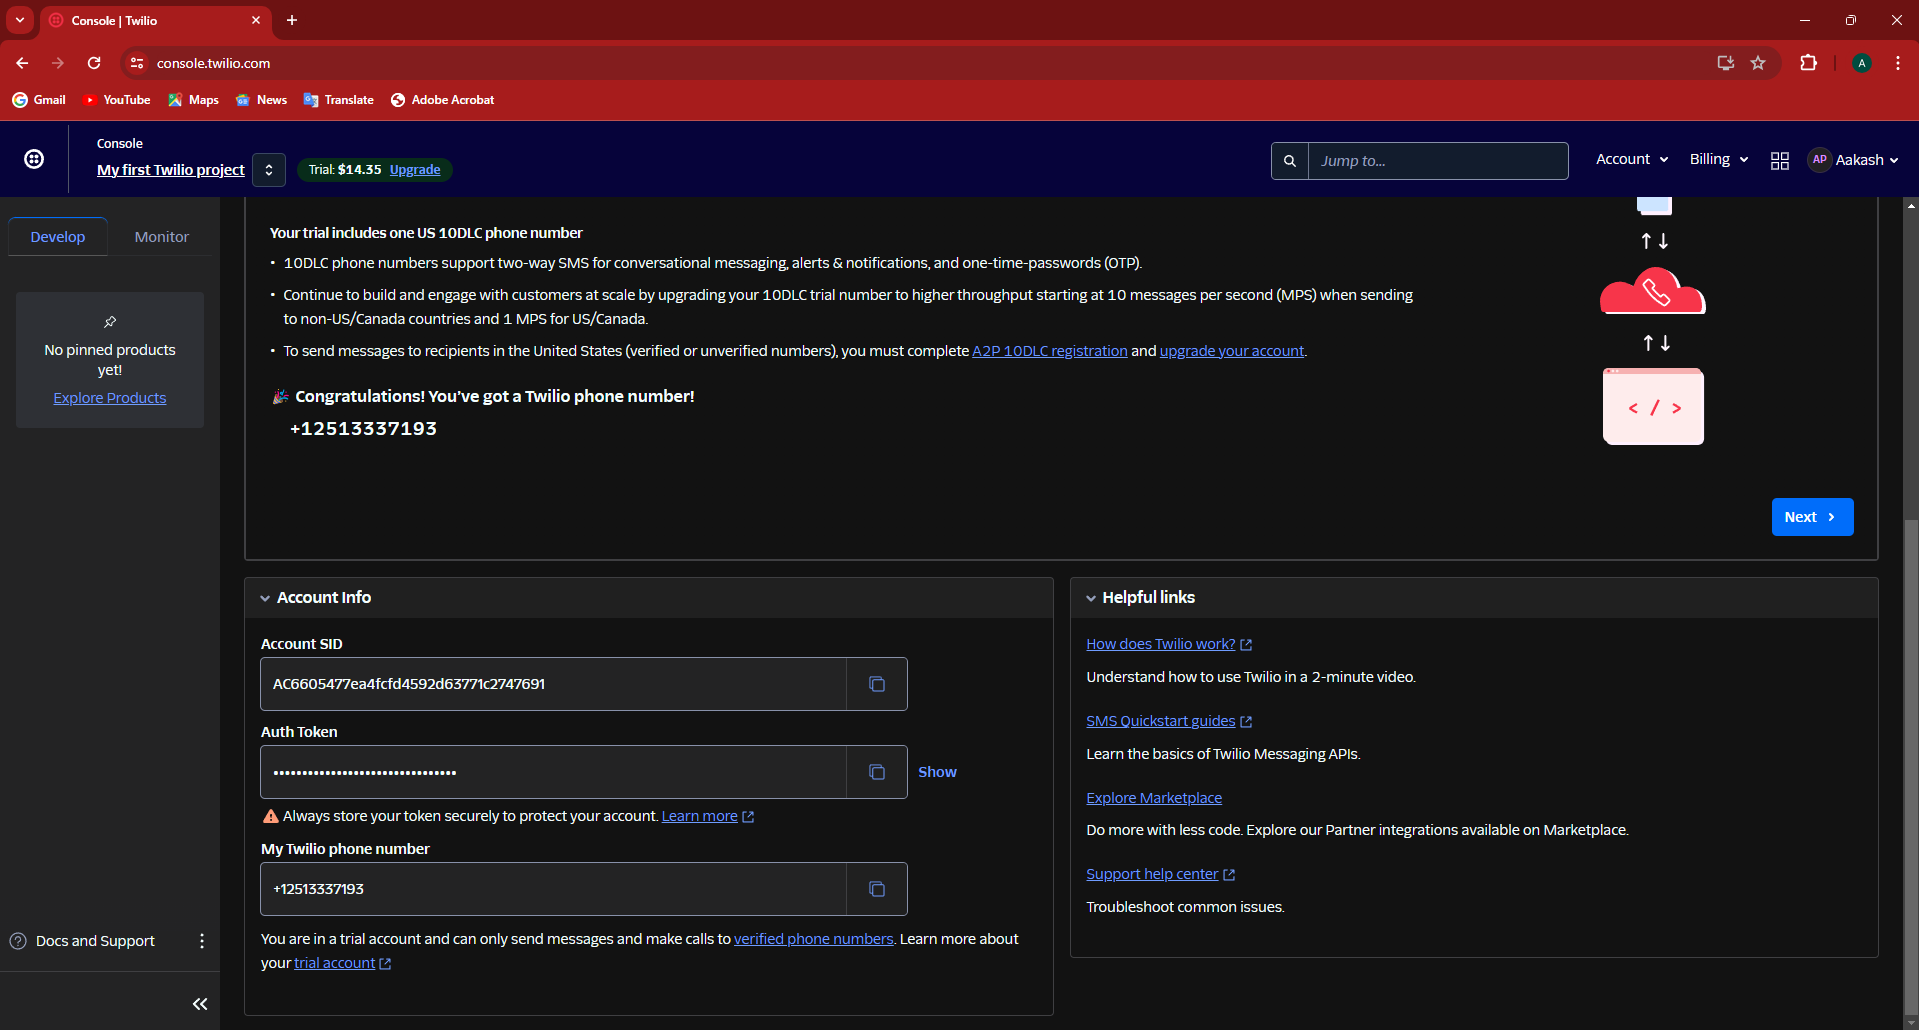 Console | Twilio
console.twilio.com
A
Gmail
YouTube
Maps
News
Translate
Adobe Acrobat
Console
My first Twilio project
Trial: $14.35 Upgrade
Jump to...
Account
Billing
AP
Aakash
Develop
Monitor
No pinned products
yet!
Explore Products
Your trial includes one US 10DLC phone number
• 10DLC phone numbers support two-way SMS for conversational messaging, alerts & notifications, and one-time-passwords (OTP).
• Continue to build and engage with customers at scale by upgrading your 10DLC trial number to higher throughput starting at 10 messages per second (MPS) when sending
to non-US/Canada countries and 1 MPS for US/Canada.
• To send messages to recipients in the United States (verified or unverified numbers), you must complete A2P 10DLC registration and upgrade your account.
🎉 Congratulations! You've got a Twilio phone number!
+12513337193
< / >
Next
Account Info
Account SID
AC6605477ea4fcfd4592d63771c2747691
Auth Token
••••••••••••••••••••••••••••••••
Show
Always store your token securely to protect your account. Learn more
My Twilio phone number
+12513337193
You are in a trial account and can only send messages and make calls to verified phone numbers. Learn more about
your trial account
Helpful links
How does Twilio work?
Understand how to use Twilio in a 2-minute video.
SMS Quickstart guides
Learn the basics of Twilio Messaging APIs.
Explore Marketplace
Do more with less code. Explore our Partner integrations available on Marketplace.
Support help center
Troubleshoot common issues.
Docs and Support